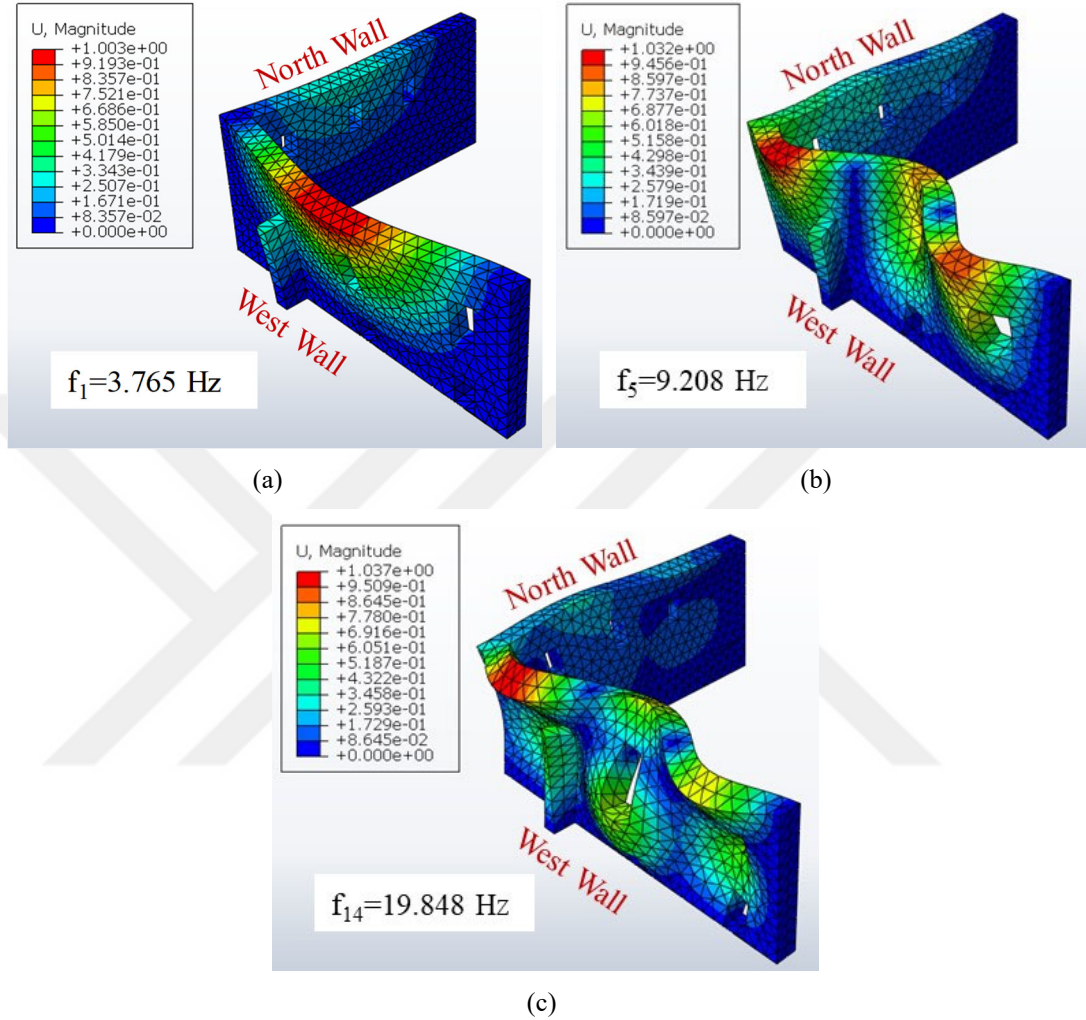 U, Magnitude
+1.003e+00
+9.193e-01
+8.357e-01
+7.521e-01
+6.686e-01
+5.850e-01
+5.014e-01
+4.179e-01
+3.343e-01
+2.507e-01
+1.671e-01
+8.357e-02
+0.000e+00
North Wall
West Wall
f₁=3.765 Hz
(a)
U, Magnitude
+1.032e+00
+9.456e-01
+8.597e-01
+7.737e-01
+6.877e-01
+6.018e-01
+5.158e-01
+4.298e-01
+3.439e-01
+2.579e-01
+1.719e-01
+8.597e-02
+0.000e+00
North Wall
West Wall
f₅=9.208 Hz
(b)
U, Magnitude
+1.037e+00
+9.509e-01
+8.645e-01
+7.780e-01
+6.916e-01
+6.051e-01
+5.187e-01
+4.322e-01
+3.458e-01
+2.593e-01
+1.729e-01
+8.645e-02
+0.000e+00
North Wall
West Wall
f₁₄=19.848 Hz
(c)